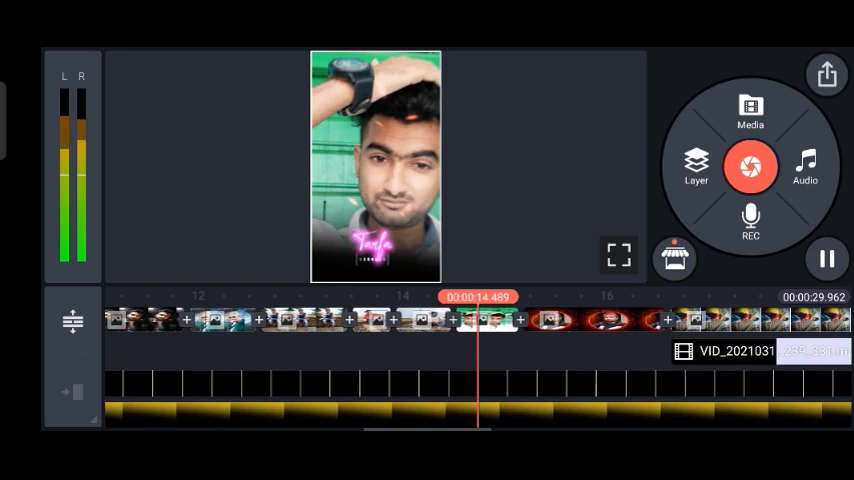 L R
Media
Layer
Audio
REC
12
14
00:00:14.489
16
00:00:29.962
VID_2021031